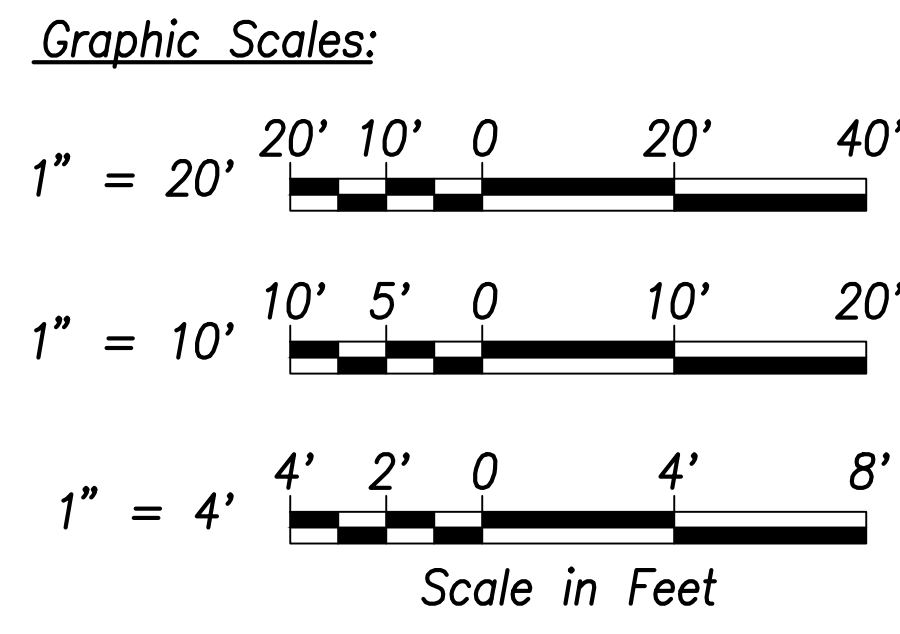 Graphic Scales:
20’ 10’ 0 20’ 40’
1” = 20’
10’ 5’ 0 10’ 20’
1” = 10’
4’ 2’ 0 4’ 8’
1” = 4’
Scale in Feet